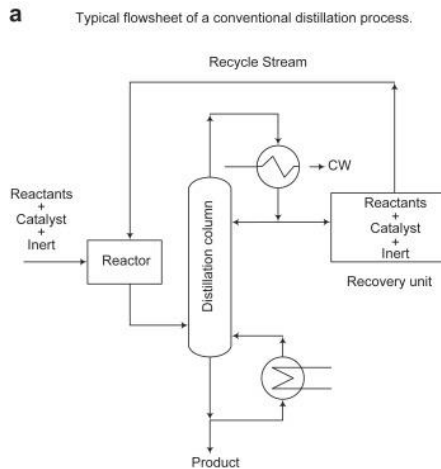 a
Typical flowsheet of a conventional distillation process.
Recycle Stream
CW
Reactants
+
Catalyst
+
Inert
Reactor
Distillation column
Reactants
+
Catalyst
+
Inert
Recovery unit
Product